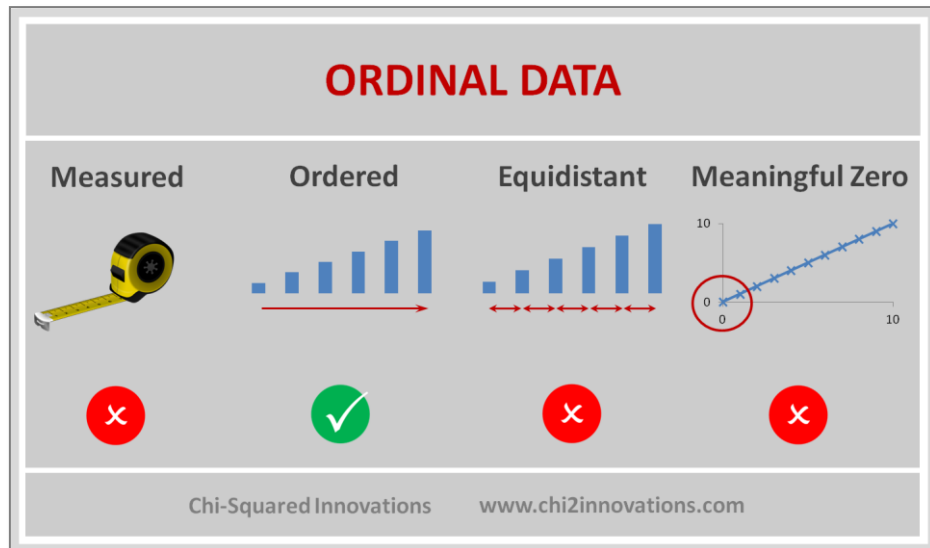 ORDINAL DATA
Measured
Ordered
Equidistant
Meaningful Zero
10
0
0
10
Chi-Squared Innovations www.chi2innovations.com